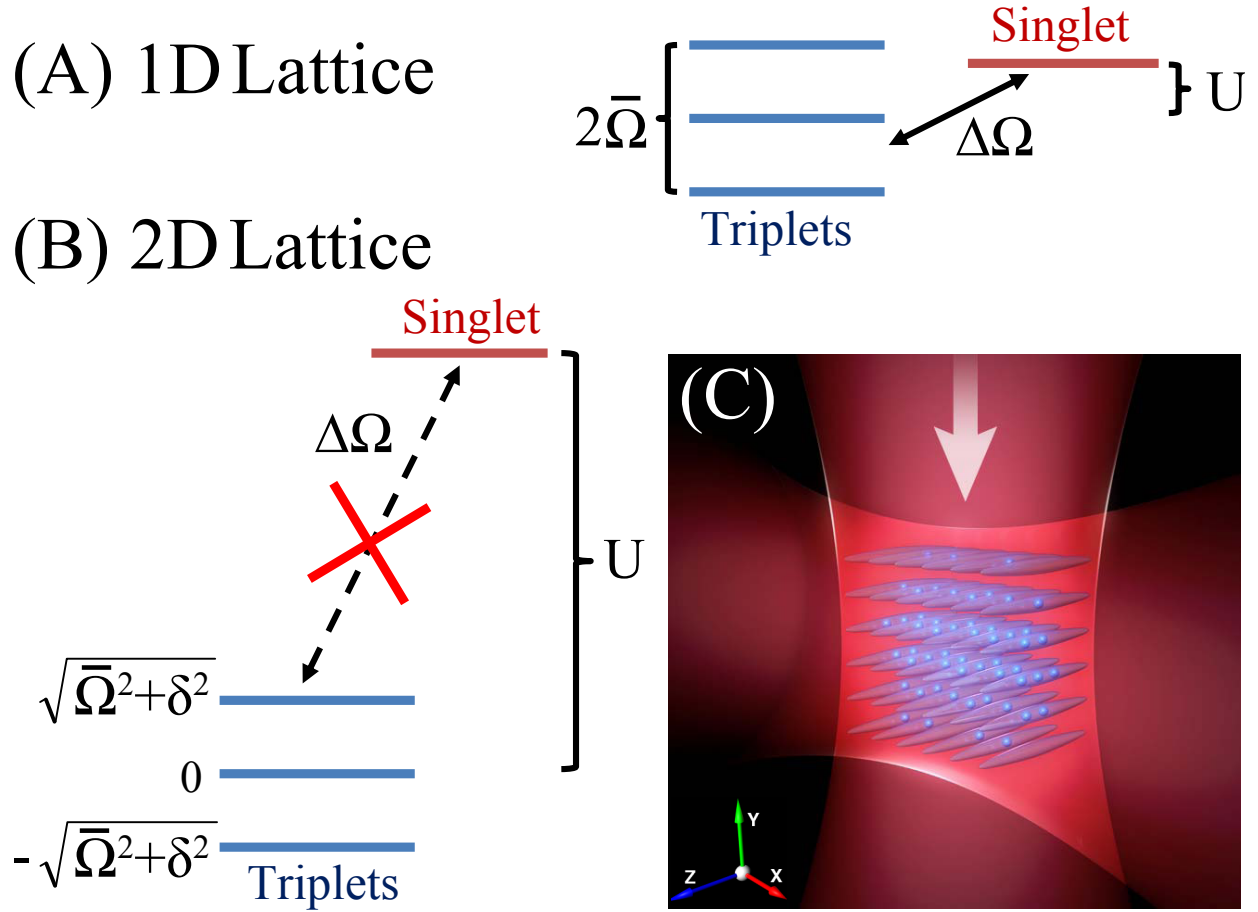 (A) 1D Lattice
Singlet
2Ω̄
U
ΔΩ
Triplets
(B) 2D Lattice
Singlet
ΔΩ
U
√Ω̄²+δ²
0
-√Ω̄²+δ²
Triplets
(C)
Y
Z
X